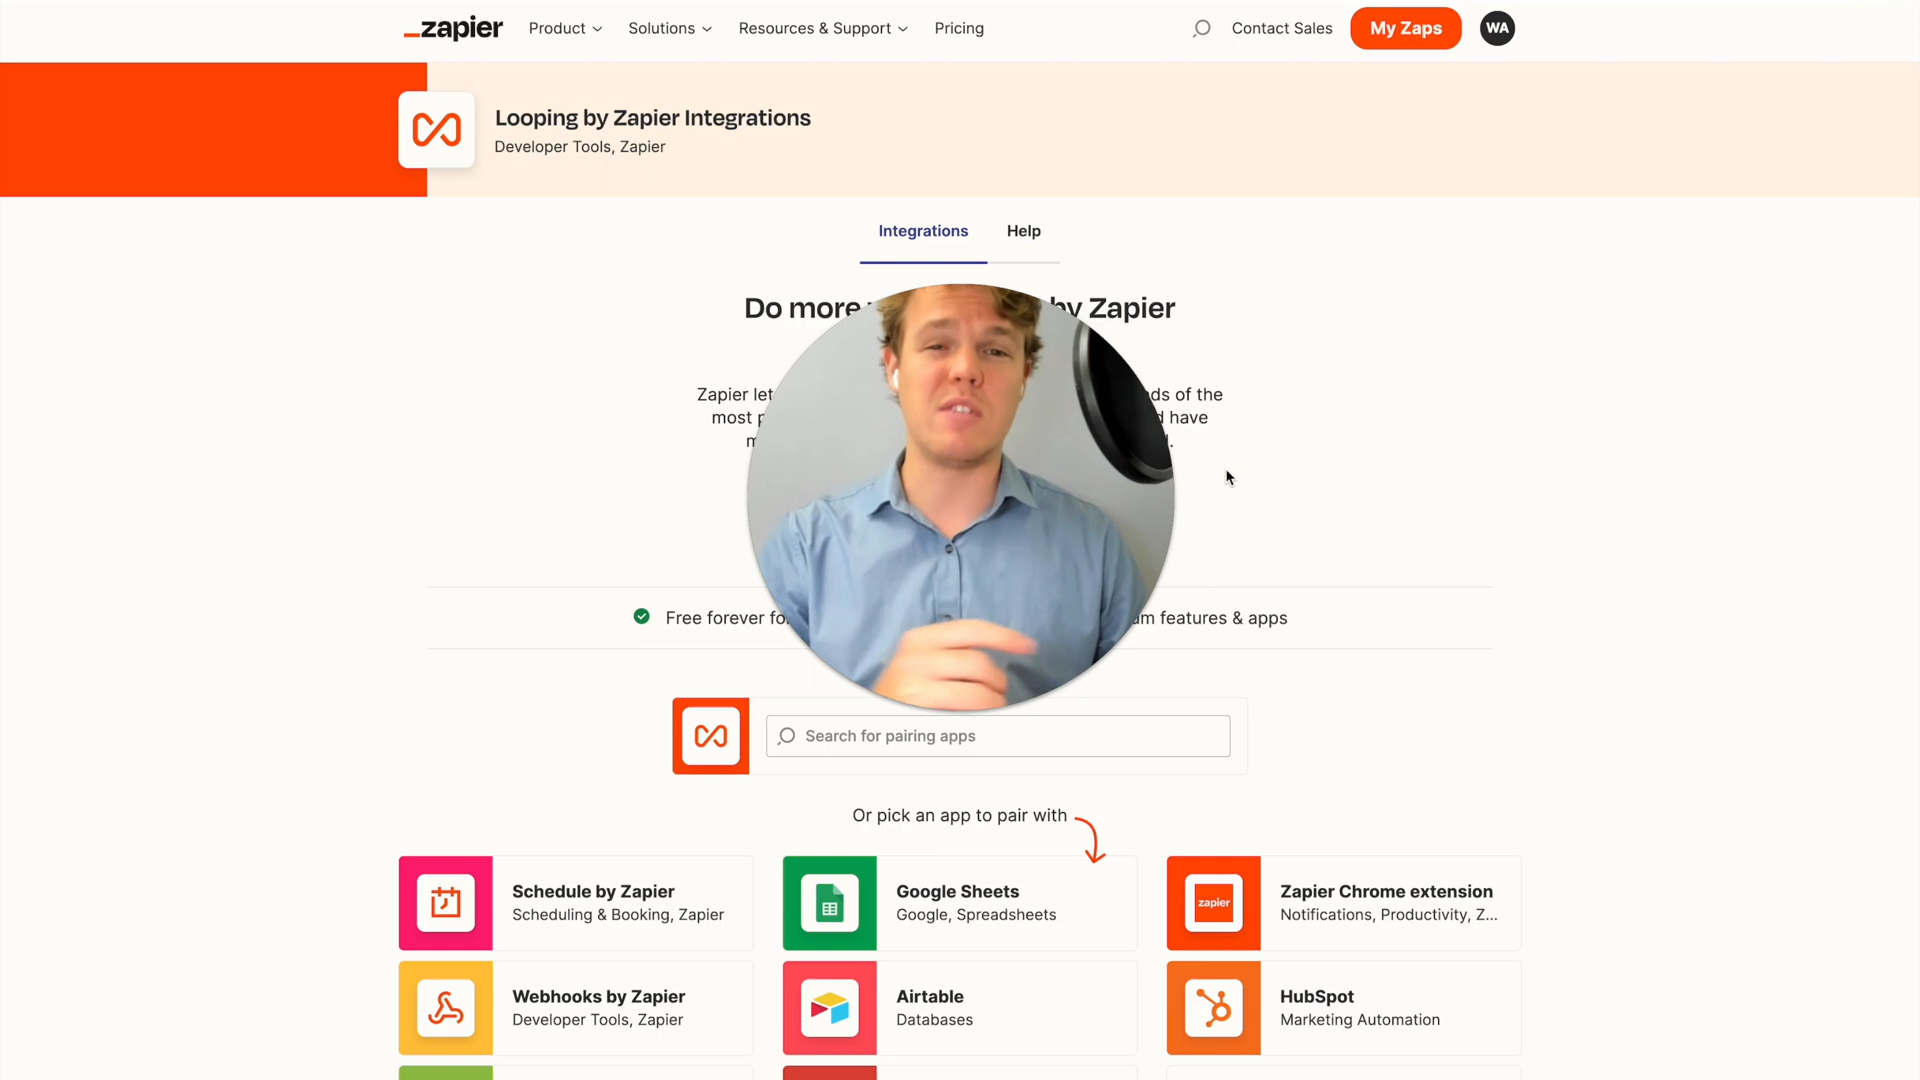 zapier Product Solutions Resources & Support Pricing Contact Sales My Zaps WA
Looping by Zapier Integrations
Developer Tools, Zapier
Integrations Help
Do more by Zapier
Zapier let of the
most have
Free forever features & apps
Search for pairing apps
Or pick an app to pair with
Schedule by Zapier
Scheduling & Booking, Zapier
Google Sheets
Google, Spreadsheets
zapier
Zapier Chrome extension
Notifications, Productivity, Z...
Webhooks by Zapier
Developer Tools, Zapier
Airtable
Databases
HubSpot
Marketing Automation